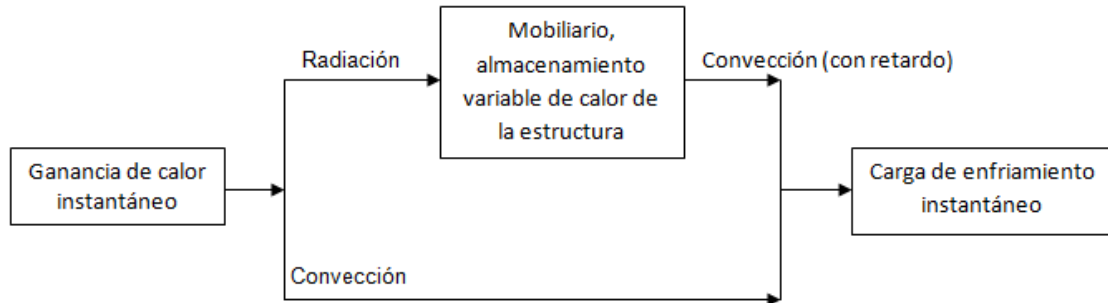 Ganancia de calor
instantáneo
Radiación
Mobiliario,
almacenamiento
variable de calor de
la estructura
Convección (con retardo)
Convección
Carga de enfriamiento
instantáneo